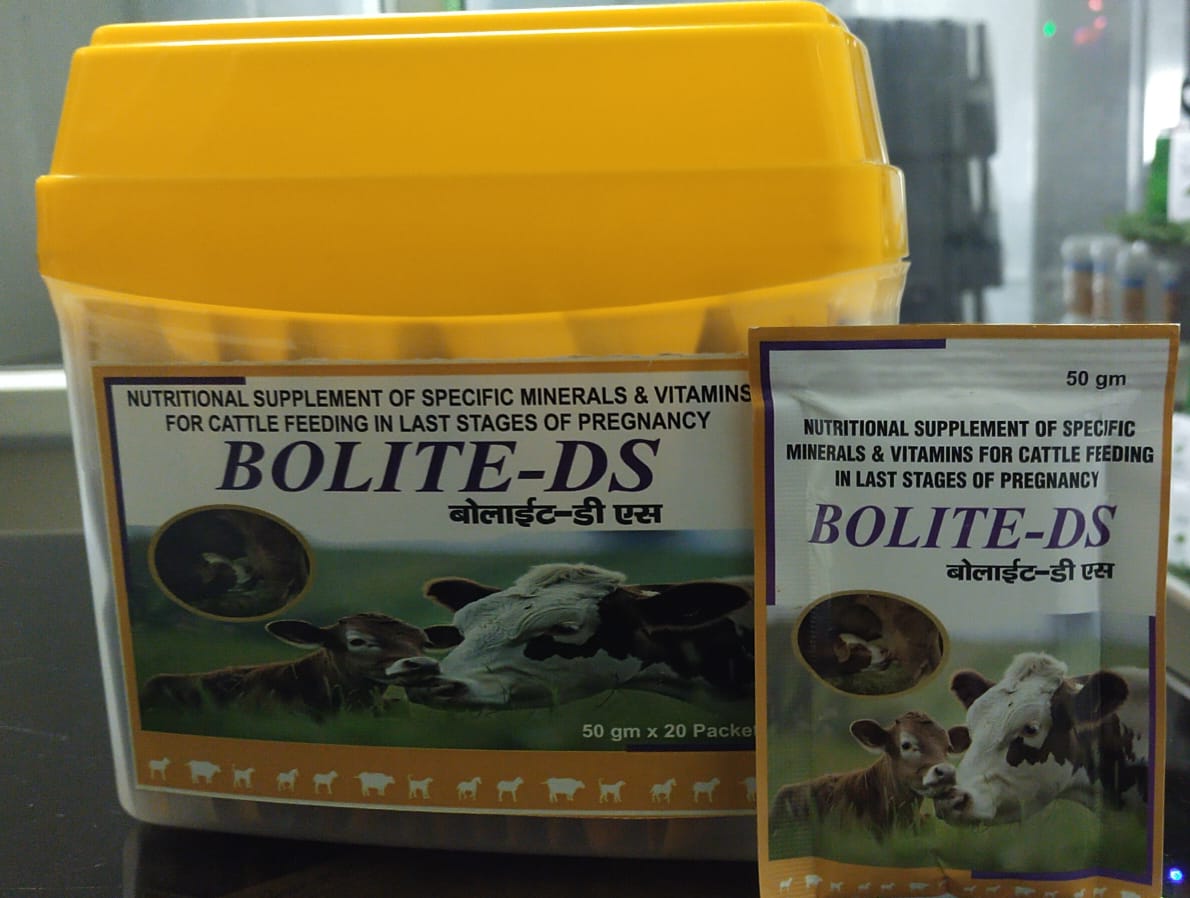 NUTRITIONAL SUPPLEMENT OF SPECIFIC MINERALS & VITAMINS
FOR CATTLE FEEDING IN LAST STAGES OF PREGNANCY
BOLITE-DS
बोलाईट-डी एस
50 gm x 20
50 gm
NUTRITIONAL SUPPLEMENT OF SPECIFIC
MINERALS & VITAMINS FOR CATTLE FEEDING
IN LAST STAGES OF PREGNANCY
BOLITE-DS
बोलाईट-डी एस